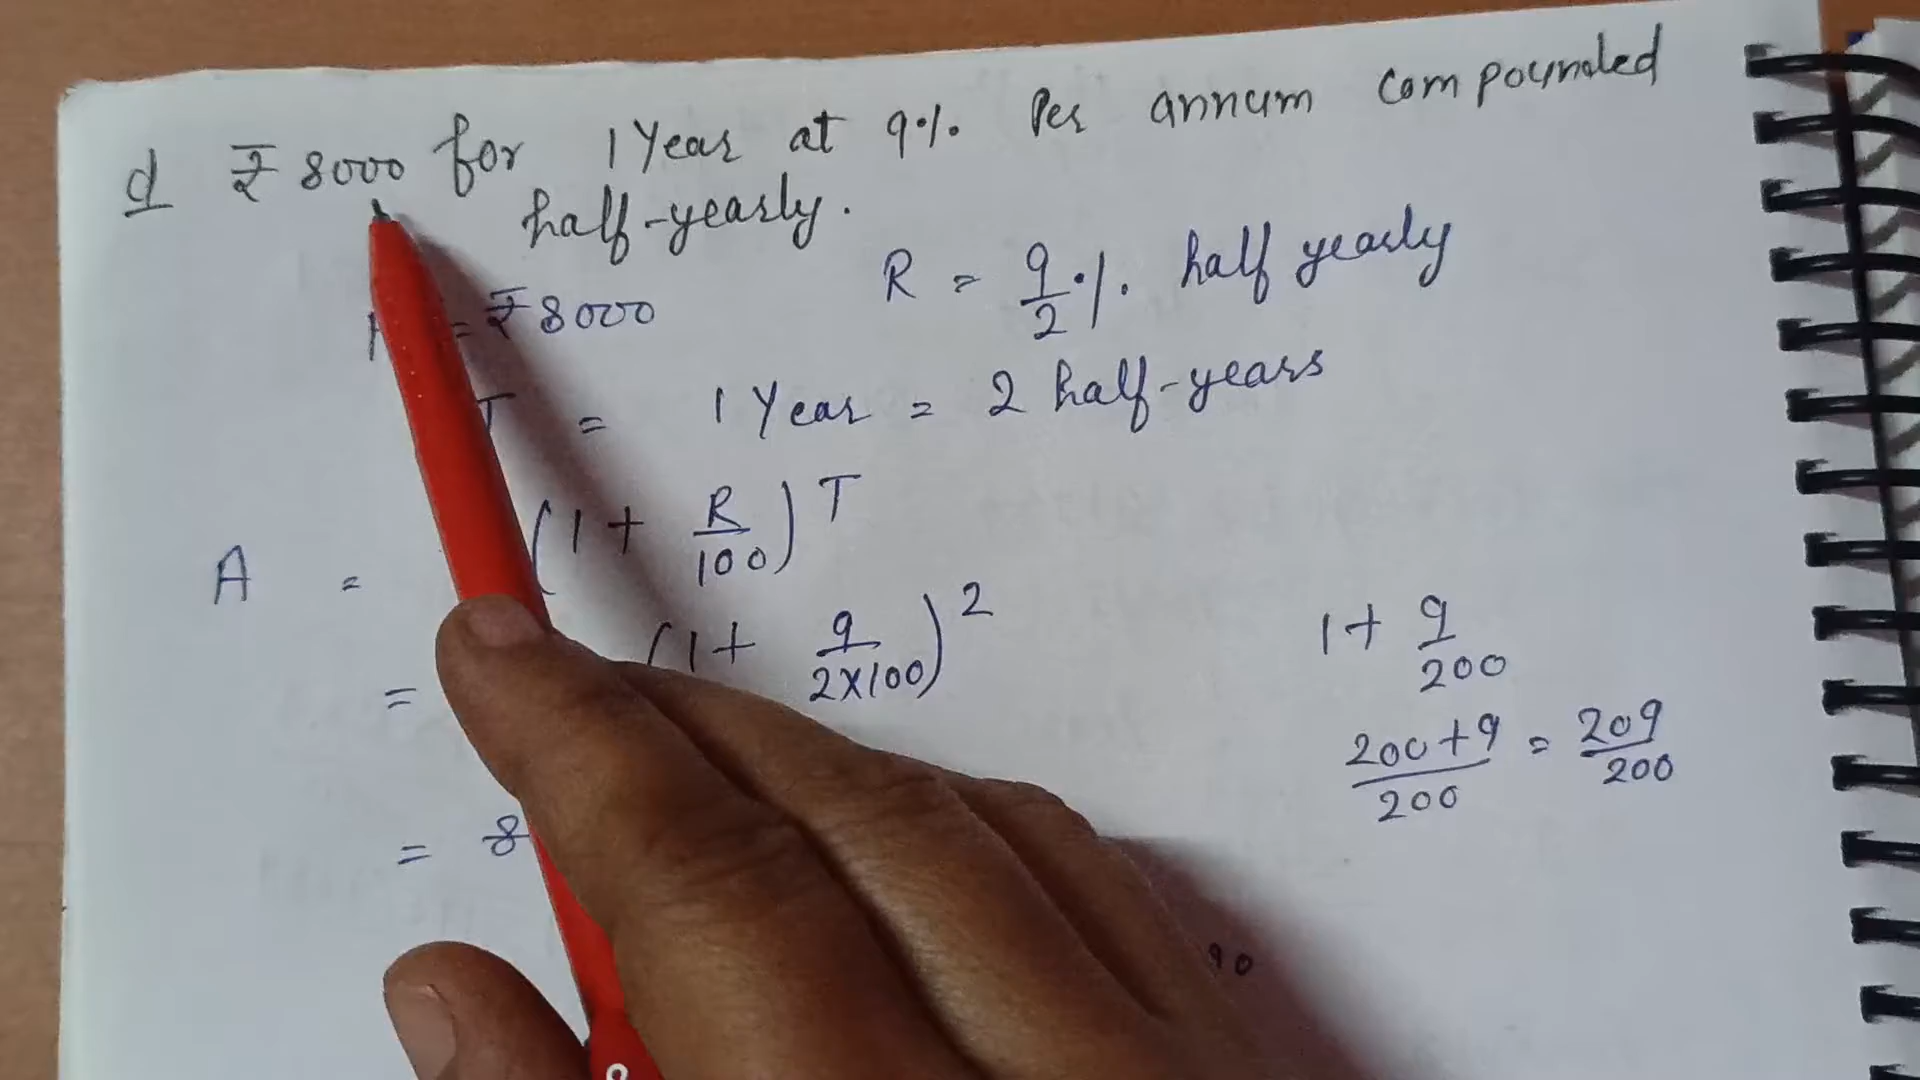 d ₹ 8000 for 1 Year at 9% Per annum compounded
half-yearly.
= ₹ 8000 R = 9/2 % half yearly
T = 1 Year = 2 half-years
A = (1 + R/100)^T
= (1 + 9/2×100)^2 1 + 9/200
200+9/200 = 209/200
= 8
90